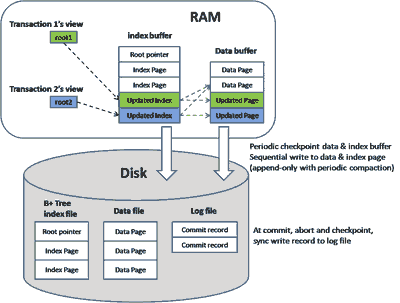 RAM
Transaction 1's view
root1
Transaction 2's view
root2
index buffer
Root pointer
Index Page
Index Page
Updated Index
Updated Index
Data buffer
Data Page
Data Page
Updated Page
Updated Page
Periodic checkpoint data & index buffer
Sequential write to data & index page
(append-only with periodic compaction)
Disk
B+ Tree
index file
Root pointer
Index Page
Index Page
Data file
Data Page
Data Page
Data Page
Log file
Commit record
Commit record
At commit, abort and checkpoint,
sync write record to log file